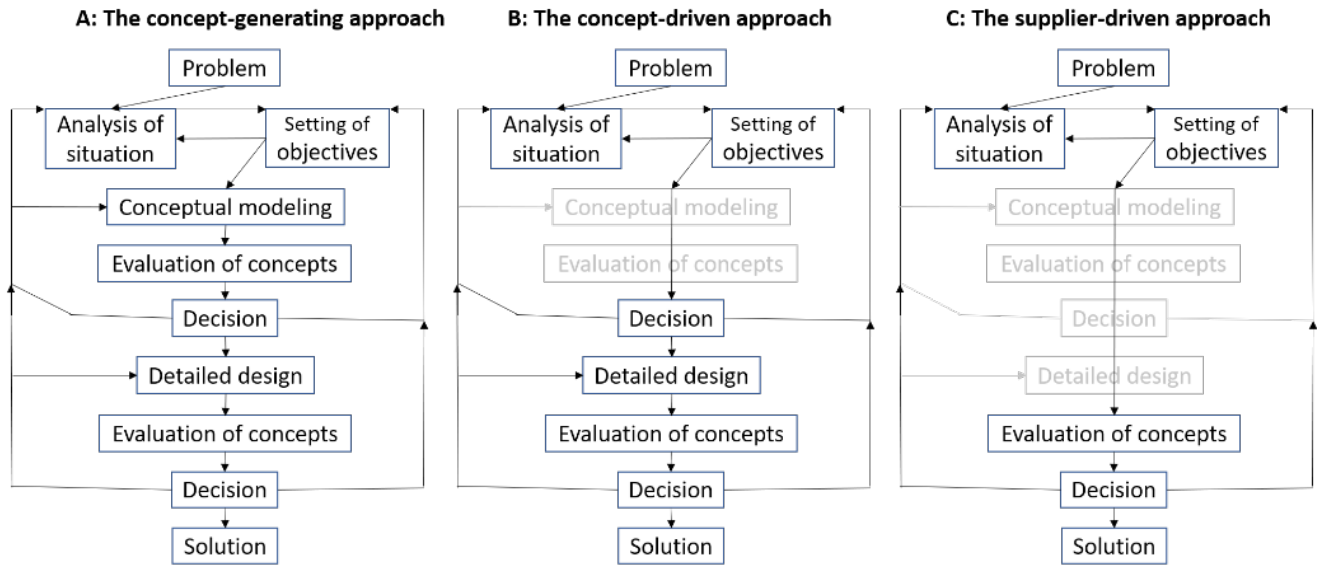 A: The concept-generating approach
Problem
Analysis of
situation
Setting of
objectives
Conceptual modeling
Evaluation of concepts
Decision
Detailed design
Evaluation of concepts
Decision
Solution
B: The concept-driven approach
Problem
Analysis of
situation
Setting of
objectives
Conceptual modeling
Evaluation of concepts
Decision
Detailed design
Evaluation of concepts
Decision
Solution
C: The supplier-driven approach
Problem
Analysis of
situation
Setting of
objectives
Conceptual modeling
Evaluation of concepts
Decision
Detailed design
Evaluation of concepts
Decision
Solution